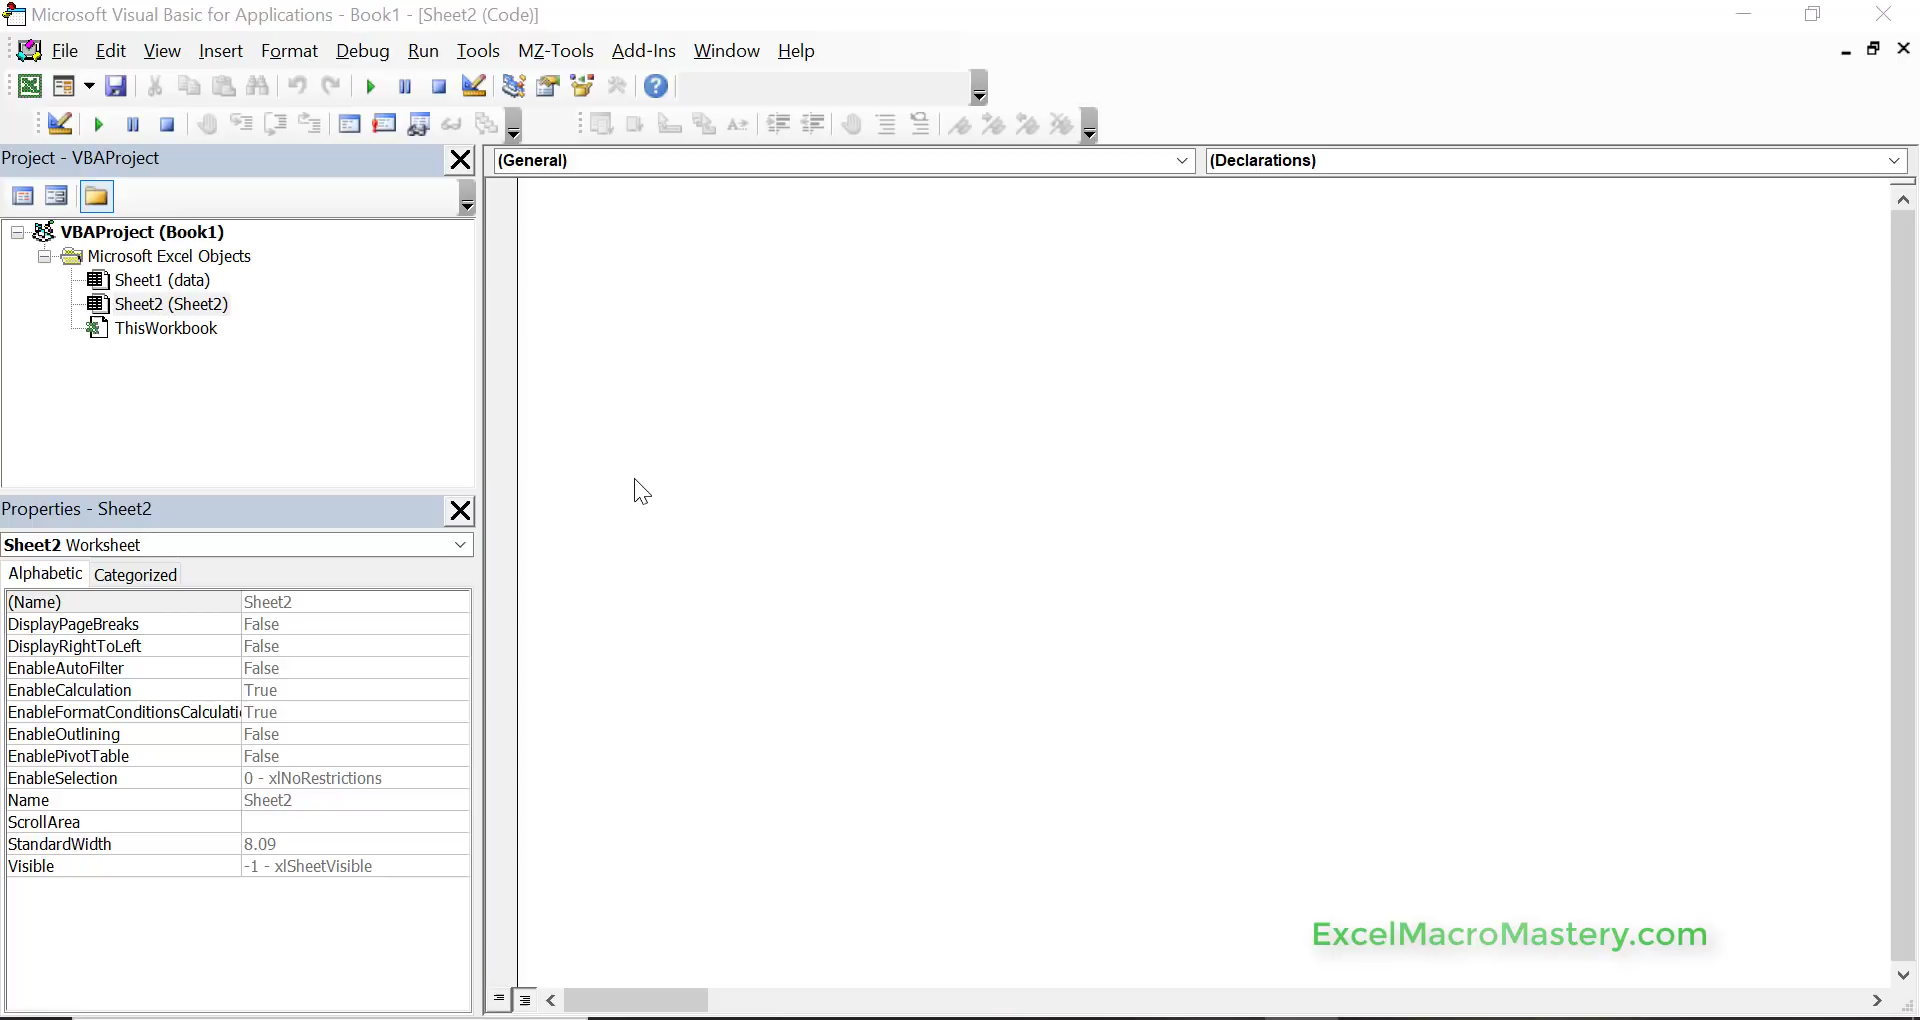 Microsoft Visual Basic for Applications - Book1 - [Sheet2 (Code)]
File Edit View Insert Format Debug Run Tools MZ-Tools Add-Ins Window Help
Project - VBAProject
(General)
(Declarations)
VBAProject (Book1)
Microsoft Excel Objects
Sheet1 (data)
Sheet2 (Sheet2)
ThisWorkbook
Properties - Sheet2
Sheet2 Worksheet
Alphabetic Categorized
(Name) Sheet2
DisplayPageBreaks False
DisplayRightToLeft False
EnableAutoFilter False
EnableCalculation True
EnableFormatConditionsCalculati True
EnableOutlining False
EnablePivotTable False
EnableSelection 0 - xlNoRestrictions
Name Sheet2
ScrollArea
StandardWidth 8.09
Visible -1 - xlSheetVisible
ExcelMacroMastery.com